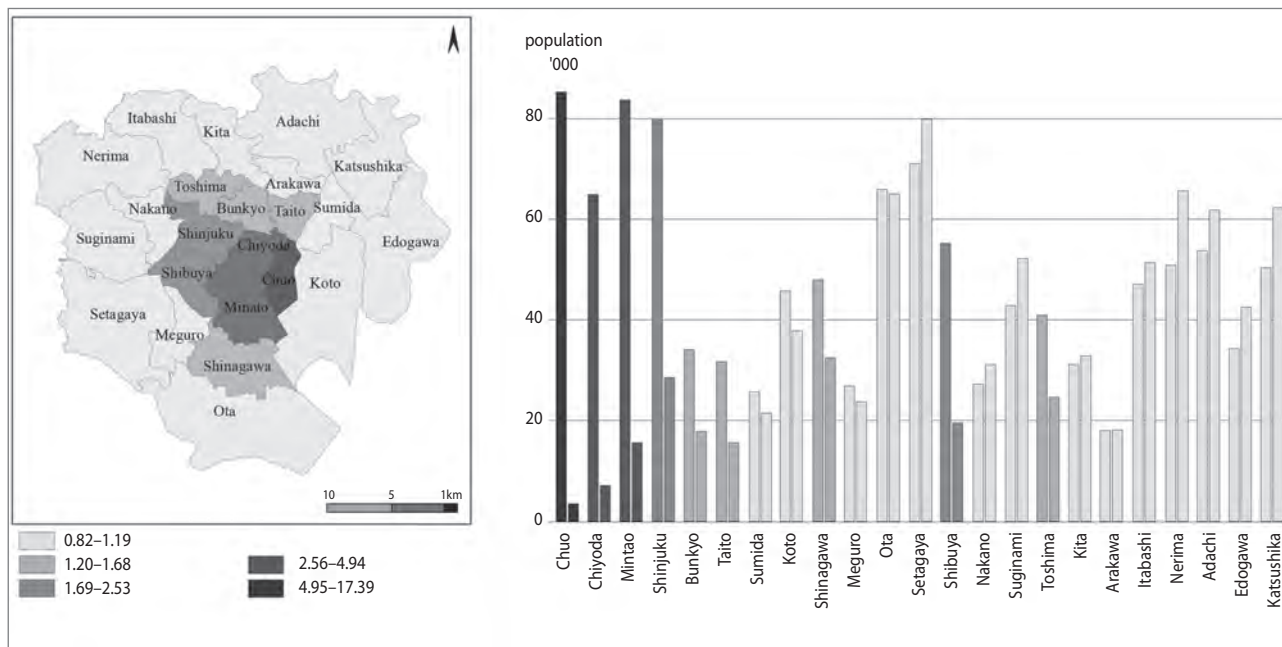 Itabashi
Kita
Adachi
Nerima
Katsushika
Toshima
Arakawa
Nakano
Bunkyo
Taito
Sumida
Suginami
Shinjuku
Chiyoda
Edogawa
Shibuya
Chuo
Koto
Setagaya
Minato
Meguro
Shinagawa
Ota
10 5 1km
0.82–1.19
1.20–1.68
1.69–2.53
2.56–4.94
4.95–17.39
population
'000
80
60
40
20
0
Chuo
Chiyoda
Mintao
Shinjuku
Bunkyo
Taito
Sumida
Koto
Shinagawa
Meguro
Ota
Setagaya
Shibuya
Nakano
Suginami
Toshima
Kita
Arakawa
Itabashi
Nerima
Adachi
Edogawa
Katsushika